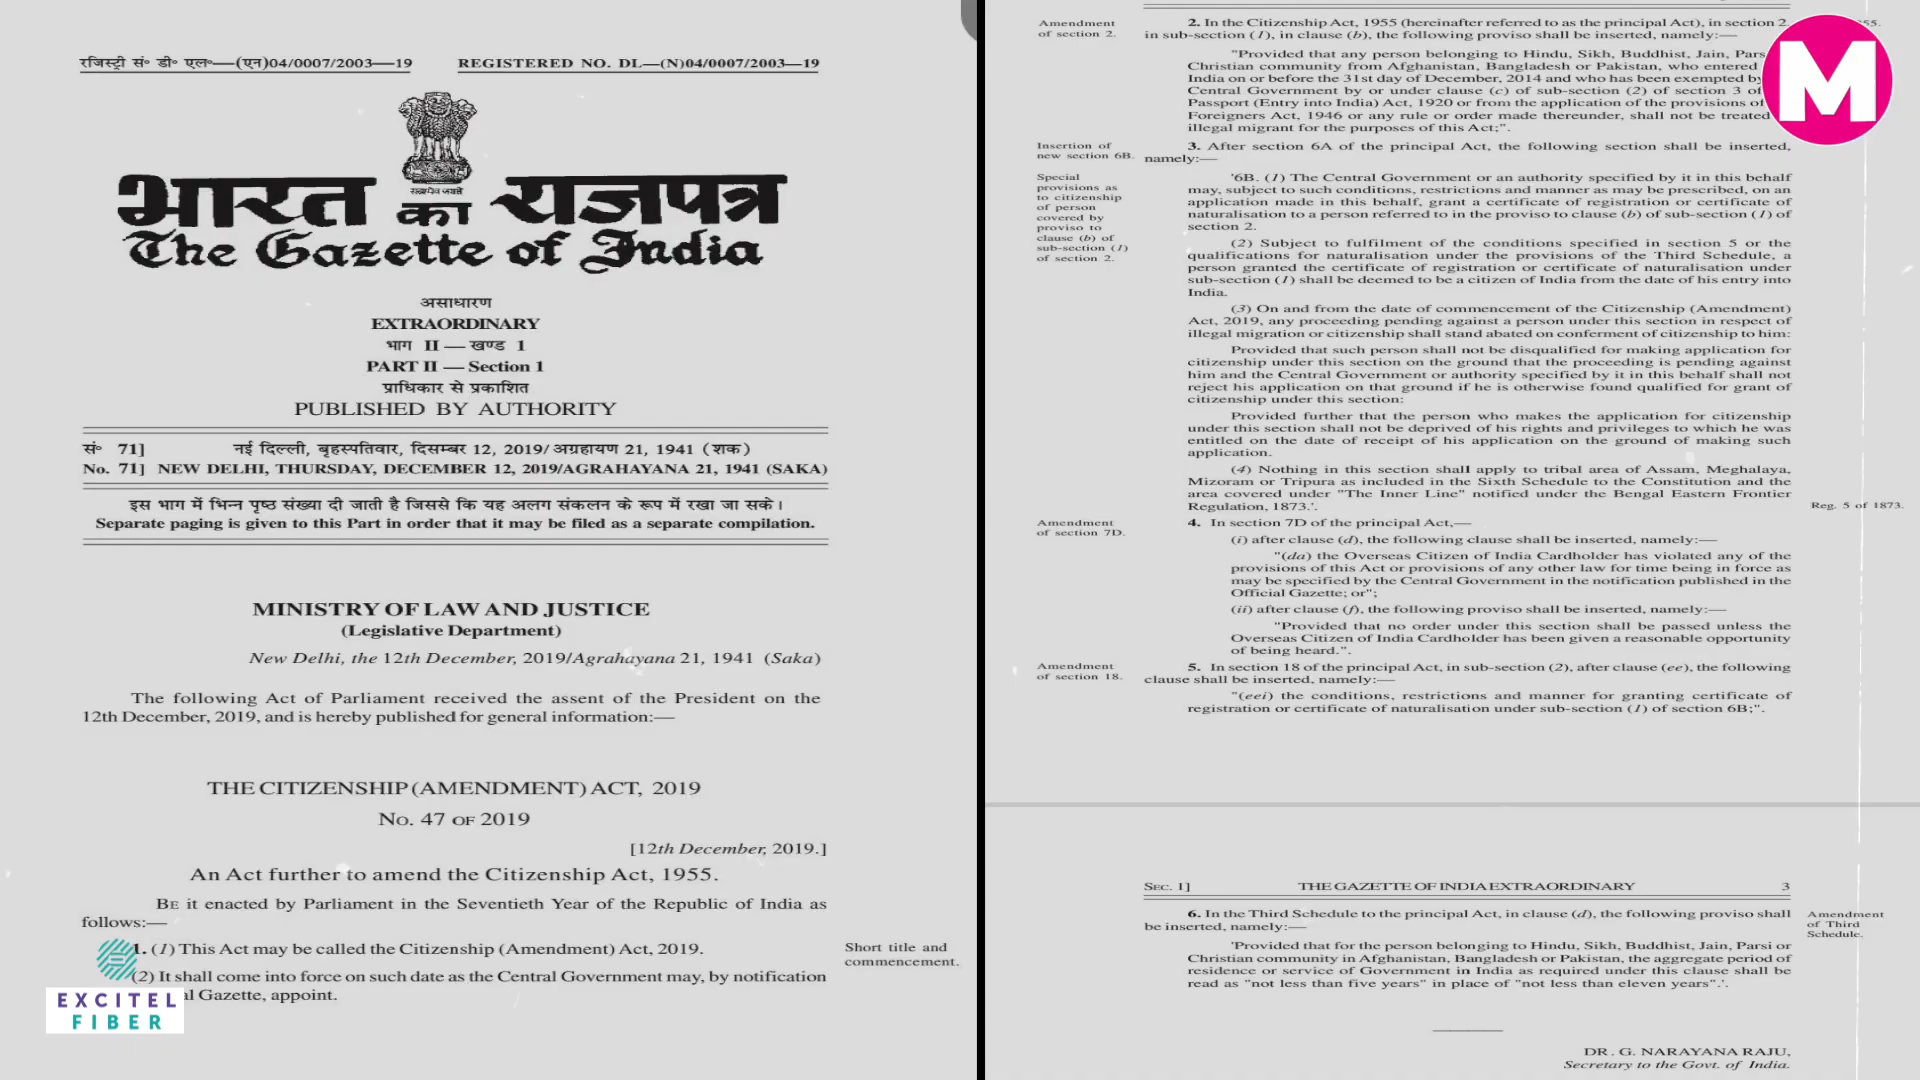 रजिस्ट्री सं॰ डी॰ एल॰—(एन)04/0007/2003—19
REGISTERED NO. DL—(N)04/0007/2003—19
सत्यमेव जयते
भारत का राजपत्र
The Gazette of India
असाधारण
EXTRAORDINARY
भाग II — खण्ड 1
PART II — Section 1
प्राधिकार से प्रकाशित
PUBLISHED BY AUTHORITY
सं॰ 71] नई दिल्ली, बृहस्पतिवार, दिसम्बर 12, 2019/ अग्रहायण 21, 1941 (शक)
No. 71] NEW DELHI, THURSDAY, DECEMBER 12, 2019/AGRAHAYANA 21, 1941 (SAKA)
इस भाग में भिन्न पृष्ठ संख्या दी जाती है जिससे कि यह अलग संकलन के रूप में रखा जा सके।
Separate paging is given to this Part in order that it may be filed as a separate compilation.
MINISTRY OF LAW AND JUSTICE
(Legislative Department)
New Delhi, the 12th December, 2019/Agrahayana 21, 1941 (Saka)
The following Act of Parliament received the assent of the President on the
12th December, 2019, and is hereby published for general information:—
THE CITIZENSHIP (AMENDMENT) ACT, 2019
NO. 47 OF 2019
[12th December, 2019.]
An Act further to amend the Citizenship Act, 1955.
BE it enacted by Parliament in the Seventieth Year of the Republic of India as
follows:—
1. (1) This Act may be called the Citizenship (Amendment) Act, 2019.
Short title and
commencement.
(2) It shall come into force on such date as the Central Government may, by notification
Gazette, appoint.
EXCITEL
FIBER
Amendment
of section 2.
2. In the Citizenship Act, 1955 (hereinafter referred to as the principal Act), in section 2,
in sub-section (1), in clause (b), the following proviso shall be inserted, namely:—
"Provided that any person belonging to Hindu, Sikh, Buddhist, Jain, Parsi
Christian community from Afghanistan, Bangladesh or Pakistan, who entered
India on or before the 31st day of December, 2014 and who has been exempted by
Central Government by or under clause (c) of sub-section (2) of section 3 of
Passport (Entry into India) Act, 1920 or from the application of the provisions of
Foreigners Act, 1946 or any rule or order made thereunder, shall not be treated
illegal migrant for the purposes of this Act;".
M
Insertion of
new section 6B.
3. After section 6A of the principal Act, the following section shall be inserted,
namely:—
Special
provisions as
to citizenship
of person
covered by
proviso to
clause (b) of
sub-section (1)
of section 2.
'6B. (1) The Central Government or an authority specified by it in this behalf
may, subject to such conditions, restrictions and manner as may be prescribed, on an
application made in this behalf, grant a certificate of registration or certificate of
naturalisation to a person referred to in the proviso to clause (b) of sub-section (1) of
section 2.
(2) Subject to fulfilment of the conditions specified in section 5 or the
qualifications for naturalisation under the provisions of the Third Schedule, a
person granted the certificate of registration or certificate of naturalisation under
sub-section (1) shall be deemed to be a citizen of India from the date of his entry into
India.
(3) On and from the date of commencement of the Citizenship (Amendment)
Act, 2019, any proceeding pending against a person under this section in respect of
illegal migration or citizenship shall stand abated on conferment of citizenship to him:
Provided that such person shall not be disqualified for making application for
citizenship under this section on the ground that the proceeding is pending against
him and the Central Government or authority specified by it in this behalf shall not
reject his application on that ground if he is otherwise found qualified for grant of
citizenship under this section:
Provided further that the person who makes the application for citizenship
under this section shall not be deprived of his rights and privileges to which he was
entitled on the date of receipt of his application on the ground of making such
application.
(4) Nothing in this section shall apply to tribal area of Assam, Meghalaya,
Mizoram or Tripura as included in the Sixth Schedule to the Constitution and the
area covered under "The Inner Line" notified under the Bengal Eastern Frontier
Regulation, 1873.'.
Reg. 5 of 1873.
Amendment
of section 7D.
4. In section 7D of the principal Act,—
(i) after clause (d), the following clause shall be inserted, namely:—
"(da) the Overseas Citizen of India Cardholder has violated any of the
provisions of this Act or provisions of any other law for time being in force as
may be specified by the Central Government in the notification published in the
Official Gazette; or";
(ii) after clause (f), the following proviso shall be inserted, namely:—
"Provided that no order under this section shall be passed unless the
Overseas Citizen of India Cardholder has been given a reasonable opportunity
of being heard.".
Amendment
of section 18.
5. In section 18 of the principal Act, in sub-section (2), after clause (ee), the following
clause shall be inserted, namely:—
"(eei) the conditions, restrictions and manner for granting certificate of
registration or certificate of naturalisation under sub-section (1) of section 6B;".
SEC. 1] THE GAZETTE OF INDIA EXTRAORDINARY 3
6. In the Third Schedule to the principal Act, in clause (d), the following proviso shall
be inserted, namely:—
Amendment
of Third
Schedule.
'Provided that for the person belonging to Hindu, Sikh, Buddhist, Jain, Parsi or
Christian community in Afghanistan, Bangladesh or Pakistan, the aggregate period of
residence or service of Government in India as required under this clause shall be
read as "not less than five years" in place of "not less than eleven years".'.
DR. G. NARAYANA RAJU,
Secretary to the Govt. of India.